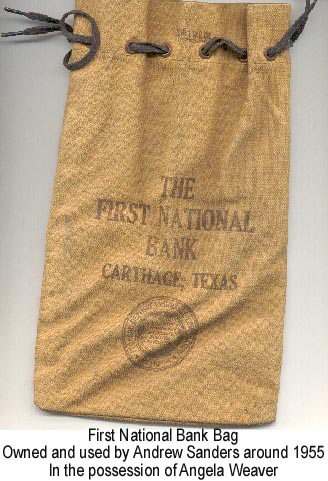 THE
FIRST NATIONAL
BANK
CARTHAGE, TEXAS
First National Bank Bag
Owned and used by Andrew Sanders around 1955
In the possession of Angela Weaver